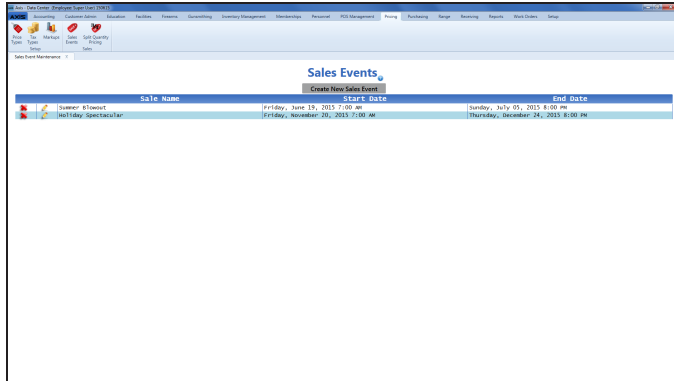 Axis - Data Center [Employee: Super User]
AXIS Accounting Customer Admin Education Facilities Firearms Gunsmithing Inventory Management Memberships Personnel POS Management Pricing Purchasing Range Receiving Reports Work Orders Setup
Price Types Tax Types Markups Sales Events Split Quantity Pricing
Setup Sales
Sales Event Maintenance
Sales Events
Create New Sales Event
Sale Name Start Date End Date
Summer Blowout Friday, June 19, 2015 7:00 AM Sunday, July 05, 2015 8:00 PM
Holiday Spectacular Friday, November 20, 2015 7:00 AM Thursday, December 24, 2015 8:00 PM